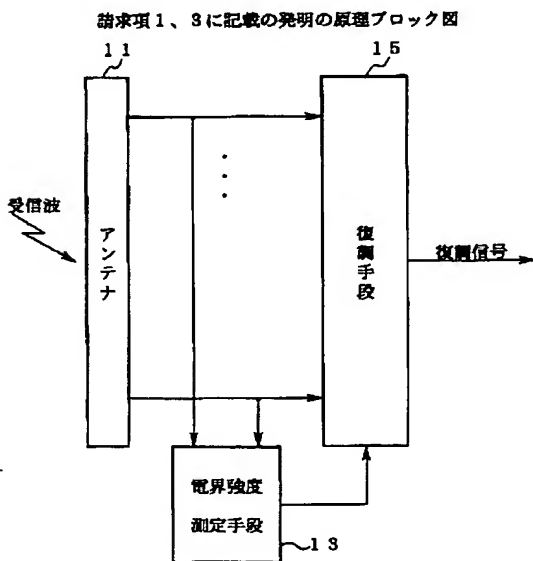 請求項1、3に記載の発明の原理ブロック図
11
15
受信波
アンテナ
復調手段
復調信号
電界強度
測定手段
13